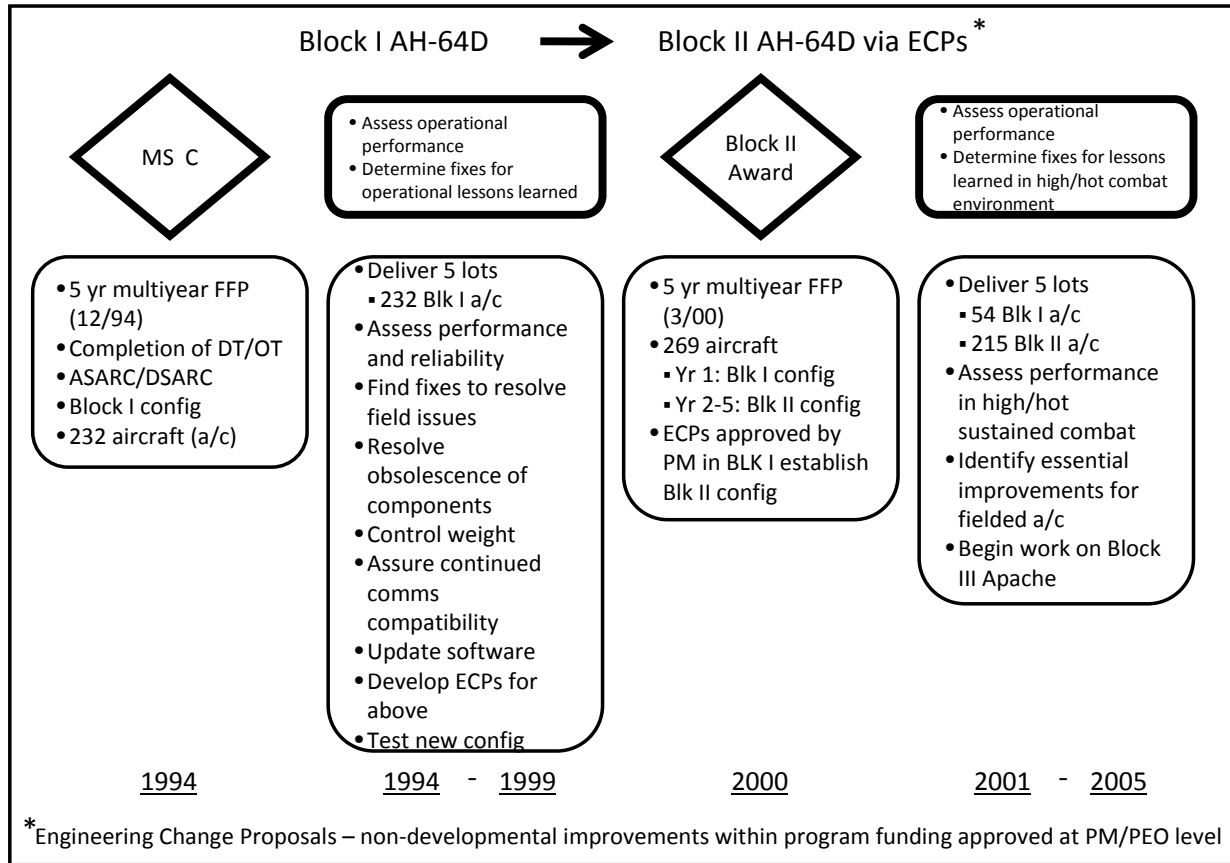 Block I AH-64D → Block II AH-64D via ECPs*
MS C
• Assess operational
performance
• Determine fixes for
operational lessons learned
Block II
Award
• Assess operational
performance
• Determine fixes for lessons
learned in high/hot combat
environment
• 5 yr multiyear FFP
(12/94)
• Completion of DT/OT
• ASARC/DSARC
• Block I config
• 232 aircraft (a/c)
• Deliver 5 lots
▪ 232 Blk I a/c
• Assess performance
and reliability
• Find fixes to resolve
field issues
• Resolve
obsolescence of
components
• Control weight
• Assure continued
comms
compatibility
• Update software
• Develop ECPs for
above
• Test new config
• 5 yr multiyear FFP
(3/00)
• 269 aircraft
▪ Yr 1: Blk I config
▪ Yr 2-5: Blk II config
• ECPs approved by
PM in BLK I establish
Blk II config
• Deliver 5 lots
▪ 54 Blk I a/c
▪ 215 Blk II a/c
• Assess performance
in high/hot
sustained combat
• Identify essential
improvements for
fielded a/c
• Begin work on Block
III Apache
1994
1994 - 1999
2000
2001 - 2005
*Engineering Change Proposals – non-developmental improvements within program funding approved at PM/PEO level